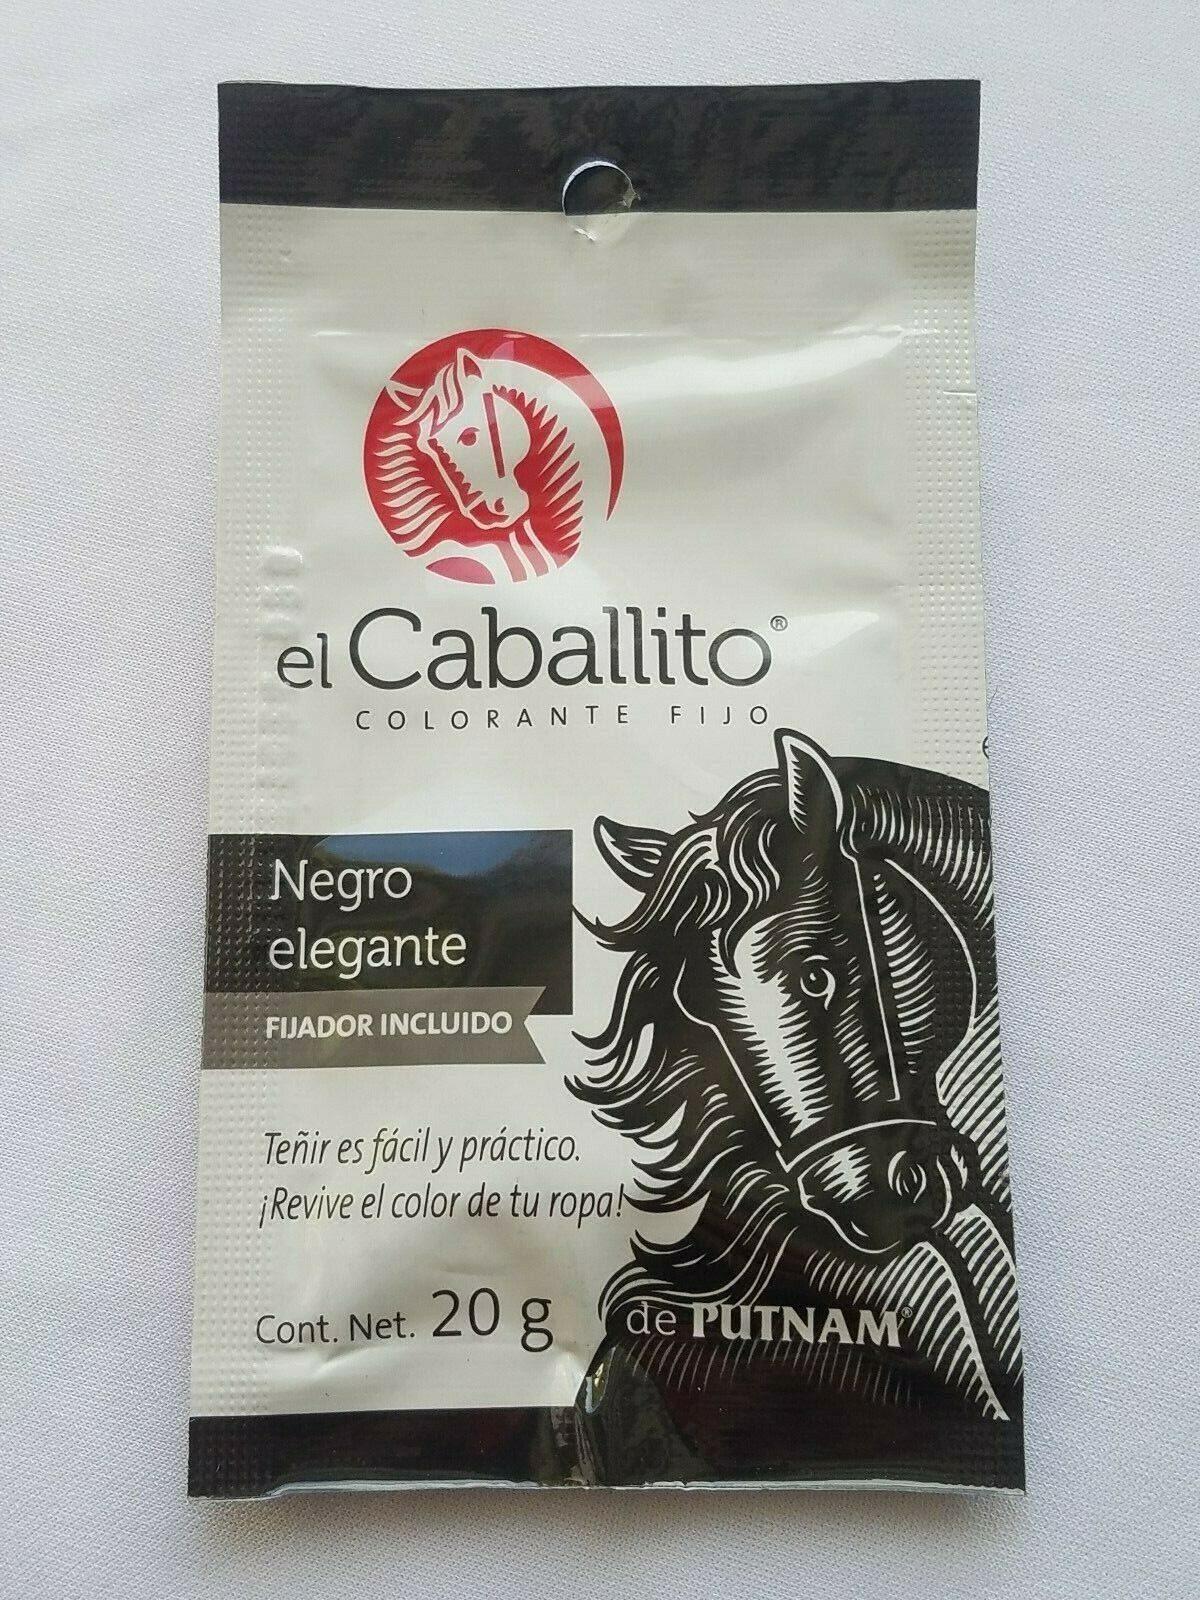 el Caballito®
COLORANTE FIJO
Negro
elegante
FIJADOR INCLUIDO
Teñir es fácil y práctico.
¡Revive el color de tu ropa!
Cont. Net. 20 g
de PUTNAM®